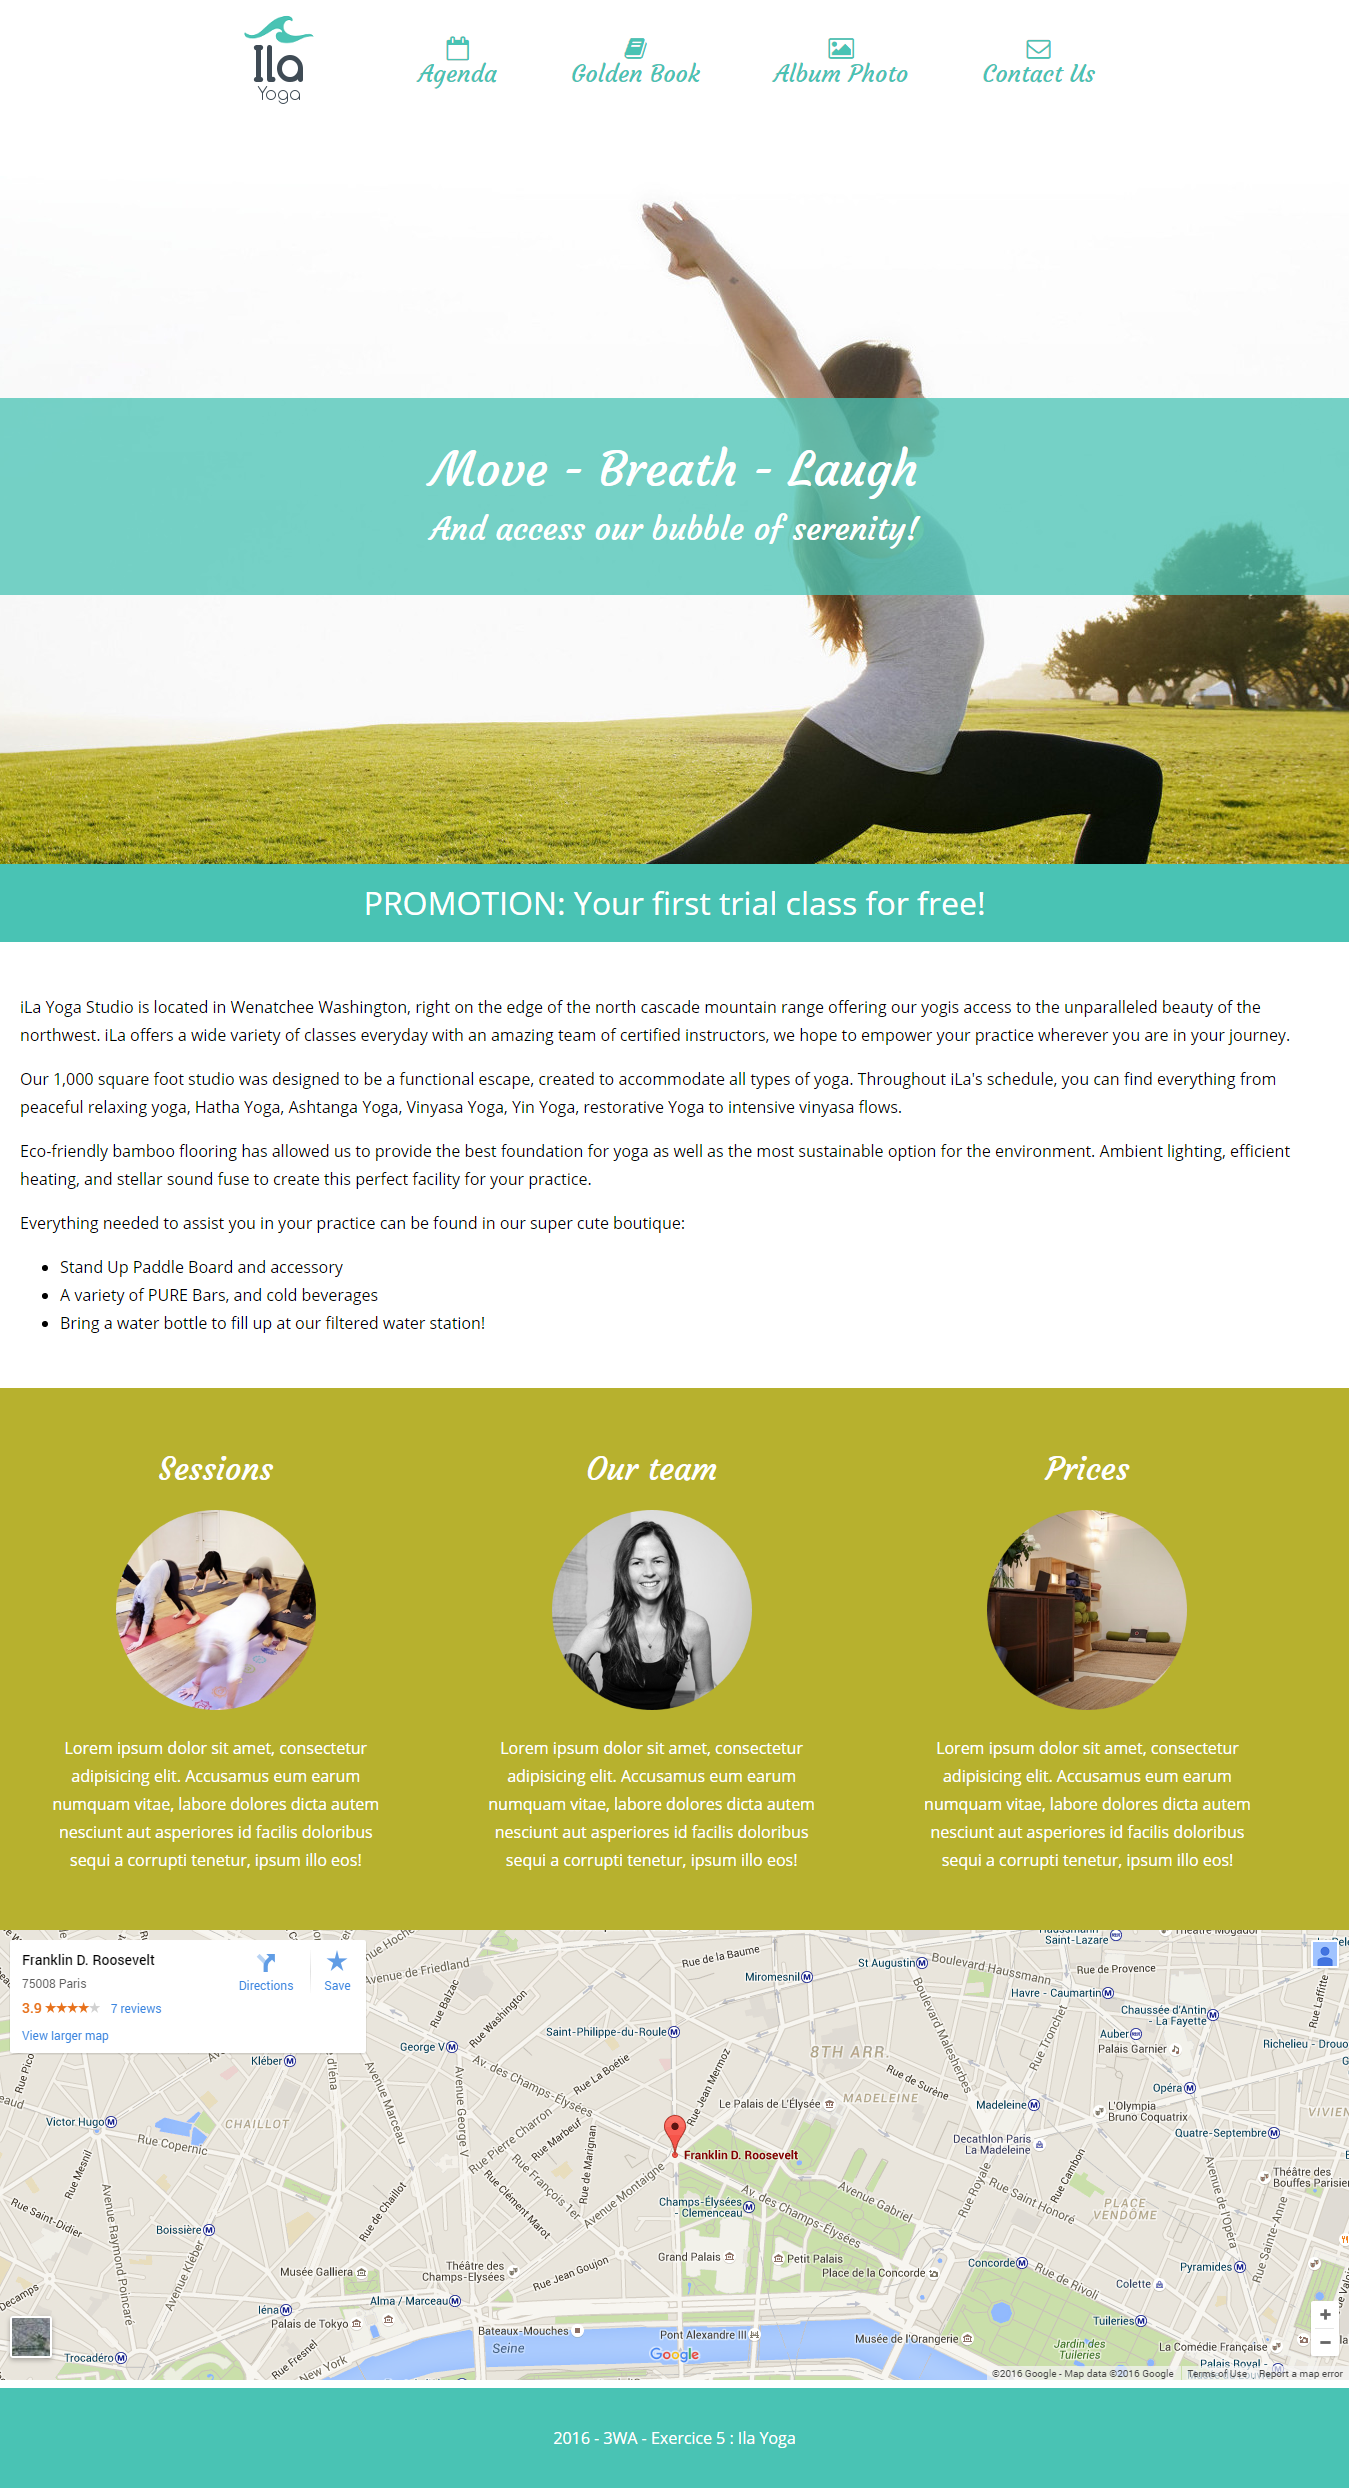 Ila
Yoga
Agenda
Golden Book
Album Photo
Contact Us
Move - Breath - Laugh
And access our bubble of serenity!
PROMOTION: Your first trial class for free!
iLa Yoga Studio is located in Wenatchee Washington, right on the edge of the north cascade mountain range offering our yogis access to the unparalleled beauty of the
northwest. iLa offers a wide variety of classes everyday with an amazing team of certified instructors, we hope to empower your practice wherever you are in your journey.
Our 1,000 square foot studio was designed to be a functional escape, created to accommodate all types of yoga. Throughout iLa's schedule, you can find everything from
peaceful relaxing yoga, Hatha Yoga, Ashtanga Yoga, Vinyasa Yoga, Yin Yoga, restorative Yoga to intensive vinyasa flows.
Eco-friendly bamboo flooring has allowed us to provide the best foundation for yoga as well as the most sustainable option for the environment. Ambient lighting, efficient
heating, and stellar sound fuse to create this perfect facility for your practice.
Everything needed to assist you in your practice can be found in our super cute boutique:
• Stand Up Paddle Board and accessory
• A variety of PURE Bars, and cold beverages
• Bring a water bottle to fill up at our filtered water station!
Sessions
Lorem ipsum dolor sit amet, consectetur
adipisicing elit. Accusamus eum earum
numquam vitae, labore dolores dicta autem
nesciunt aut asperiores id facilis doloribus
sequi a corrupti tenetur, ipsum illo eos!
Our team
Lorem ipsum dolor sit amet, consectetur
adipisicing elit. Accusamus eum earum
numquam vitae, labore dolores dicta autem
nesciunt aut asperiores id facilis doloribus
sequi a corrupti tenetur, ipsum illo eos!
Prices
Lorem ipsum dolor sit amet, consectetur
adipisicing elit. Accusamus eum earum
numquam vitae, labore dolores dicta autem
nesciunt aut asperiores id facilis doloribus
sequi a corrupti tenetur, ipsum illo eos!
Franklin D. Roosevelt
75008 Paris
3.9 ★★★★★ 7 reviews
View larger map
Directions
Save
Avenue de Friedland
Rue Balzac
Rue Washington
Rue de la Baume
Miromesnil
St Augustin
Saint-Lazare
Boulevard Haussmann
Rue de Provence
Havre - Caumartin
Chaussée d'Antin
- La Fayette
Rue Laffitte
Auber
Palais Garnier
Richelieu - Drouo
George V
Saint-Philippe-du-Roule
Kléber
Av. des Champs-Élysées
Rue La Boétie
Rue Jean Mermoz
8TH ARR.
Boulevard Malesherbes
Rue Tronchet
Rue de Surène
MADELEINE
Madeleine
Opéra
L'Olympia
Bruno Coquatrix
Quatre-Septembre
VIVIEN
Victor Hugo
CHAILLOT
Rue Copernic
Rue Mesnil
Avenue Marceau
Avenue George V
Rue Pierre Charron
Rue Marbeuf
Rue François 1er
Rue de Marignan
Rue Clément Marot
Avenue Montaigne
Le Palais de L'Élysée
Franklin D. Roosevelt
Decathlon Paris
La Madeleine
Rue Cambon
Théâtre des
Bouffes Parisier
Champs-Élysées
- Clemenceau
Av. des Champs-Élysées
Avenue Gabriel
Rue Royale
Rue Saint Honoré
PLACE
VENDÔME
Avenue de l'Opéra
Rue Sainte-Anne
Rue Saint-Didier
Avenue Raymond Poincaré
Boissière
Avenue Kléber
Rue de Chaillot
Musée Galliera
Théâtre des
Champs-Elysées
Rue Jean Goujon
Grand Palais
Petit Palais
Place de la Concorde
Concorde
Rue de Rivoli
Pyramides
Colette
Decamps
Iéna
Alma / Marceau
Palais de Tokyo
Bateaux-Mouches
Seine
Pont Alexandre III
Musée de l'Orangerie
Tuileries
Jardin des
Tuileries
La Comédie Française
Palais Royal -
Trocadéro
Rue Fresnel
New York
Google
©2016 Google - Map data ©2016 Google
Terms of Use
Report a map error
2016 - 3WA - Exercice 5 : Ila Yoga